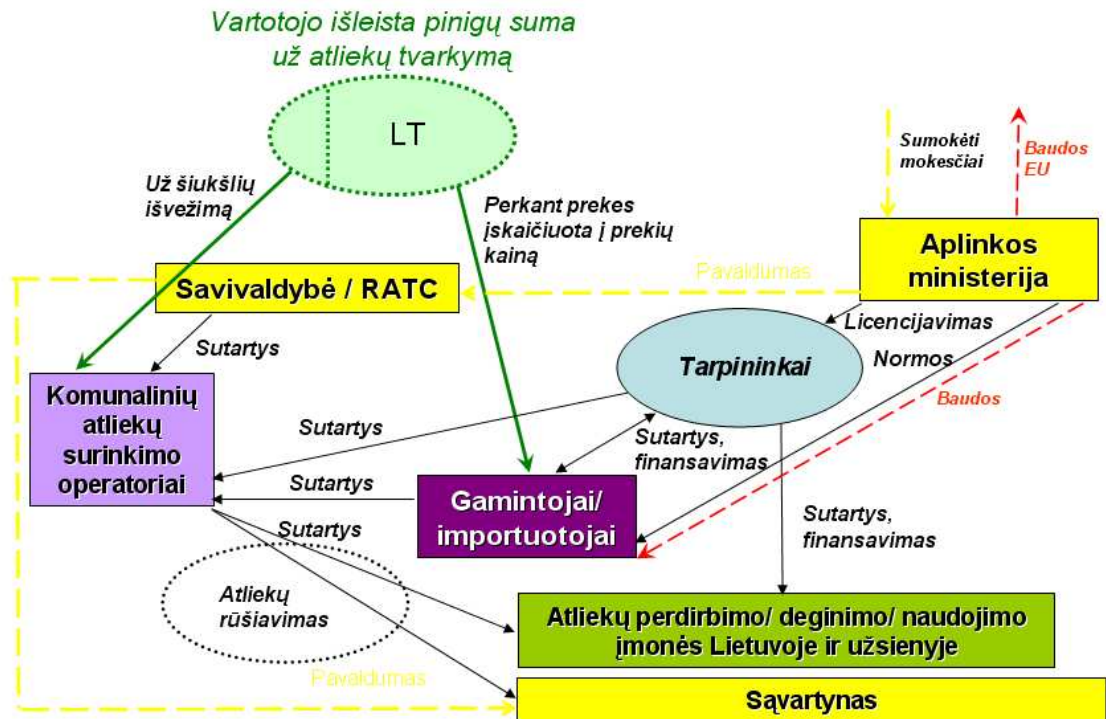 Vartotojo išleista pinigų suma
už atliekų tvarkymą
LT
Sumokėti
mokesčiai
Baudos
EU
Už šiukšlių
išvežimą
Perkant prekes
įskaičiuota į prekių
kainą
Aplinkos
ministerija
Pavaldumas
Savivaldybė / RATC
Licencijavimas
Sutartys
Tarpininkai
Normos
Baudos
Komunalinių
atliekų
surinkimo
operatoriai
Sutartys
Sutartys,
finansavimas
Sutartys
Gamintojai/
importuotojai
Sutartys
Sutartys,
finansavimas
Atliekų
rūšiavimas
Atliekų perdirbimo/ deginimo/ naudojimo
įmonės Lietuvoje ir užsienyje
Pavaldumas
Sąvartynas